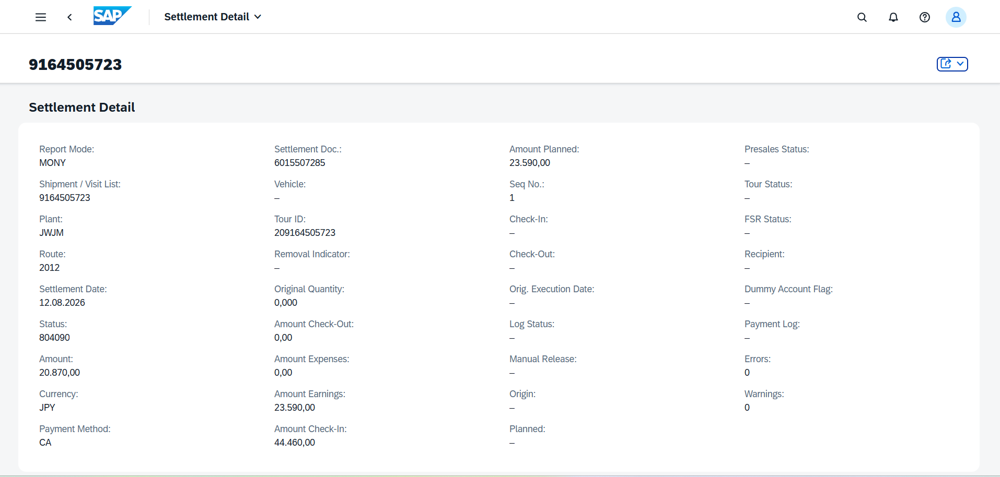 SAP
Settlement Detail
9164505723
Settlement Detail
Report Mode:
MONY
Shipment / Visit List:
9164505723
Plant:
JWJM
Route:
2012
Settlement Date:
12.08.2026
Status:
804090
Amount:
20.870,00
Currency:
JPY
Payment Method:
CA
Settlement Doc.:
6015507285
Vehicle:
–
Tour ID:
209164505723
Removal Indicator:
–
Original Quantity:
0,000
Amount Check-Out:
0,00
Amount Expenses:
0,00
Amount Earnings:
23.590,00
Amount Check-In:
44.460,00
Amount Planned:
23.590,00
Seq No.:
1
Check-In:
–
Check-Out:
–
Orig. Execution Date:
–
Log Status:
–
Manual Release:
–
Origin:
–
Planned:
–
Presales Status:
–
Tour Status:
–
FSR Status:
–
Recipient:
–
Dummy Account Flag:
–
Payment Log:
–
Errors:
0
Warnings:
0